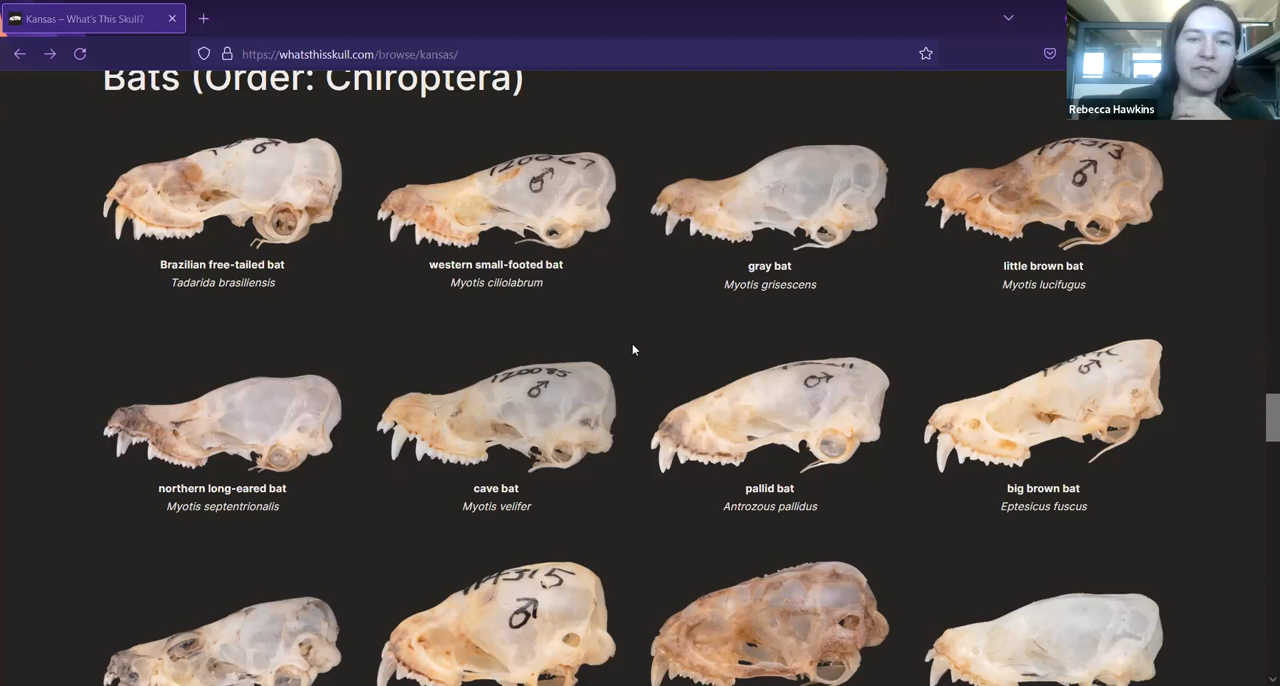 Kansas – What's This Skull?
https://whatsthisskull.com/browse/kansas/
Rebecca Hawkins
Bats (Order: Chiroptera)
120067
Brazilian free-tailed bat
Tadarida brasiliensis
western small-footed bat
Myotis ciliolabrum
gray bat
Myotis grisescens
little brown bat
Myotis lucifugus
120085
northern long-eared bat
Myotis septentrionalis
cave bat
Myotis velifer
pallid bat
Antrozous pallidus
big brown bat
Eptesicus fuscus